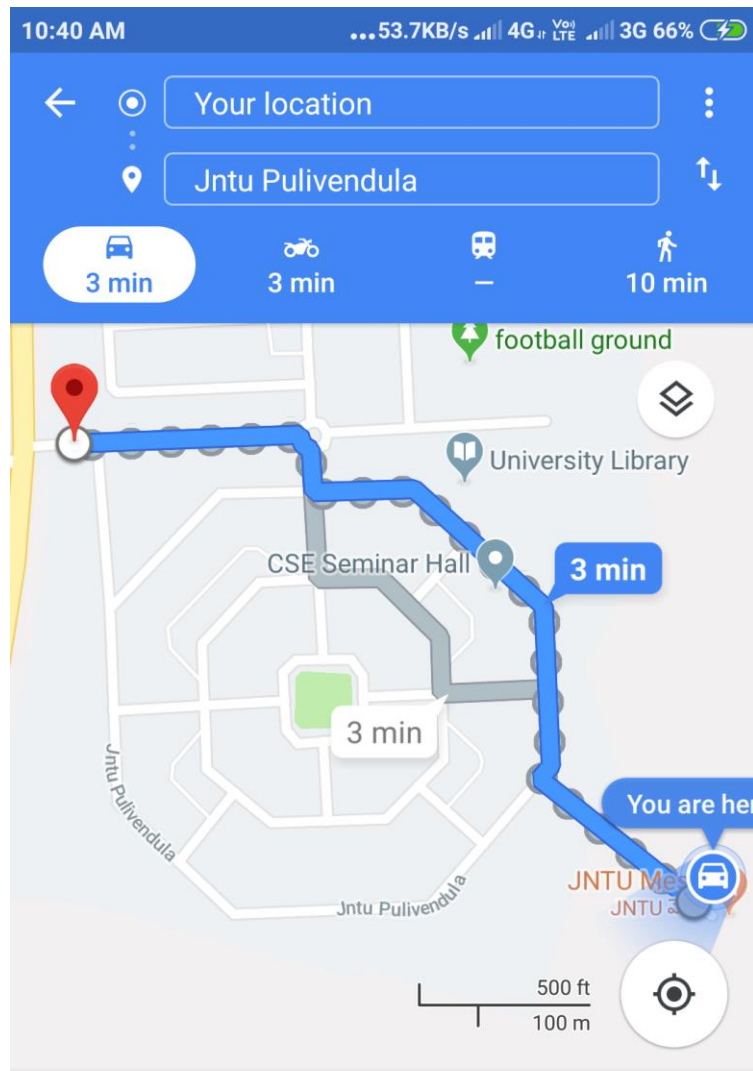 10:40 AM ...53.7KB/s 4G Vo)) LTE 3G 66%
Your location
Jntu Pulivendula
3 min 3 min – 10 min
football ground
University Library
CSE Seminar Hall
3 min
3 min
Jntu Pulivendula
You are her
JNTU Mes
JNTU
Jntu Pulivendula
500 ft
100 m